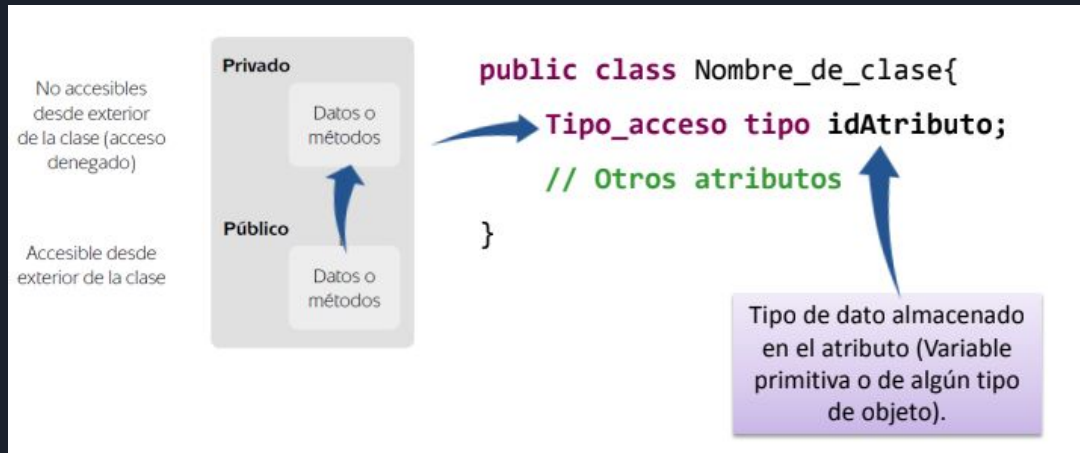 No accesibles
desde exterior
de la clase (acceso
denegado)
Accesible desde
exterior de la clase
Privado
Datos o
métodos
Público
Datos o
métodos
public class Nombre_de_clase{
Tipo_acceso tipo idAtributo;
// Otros atributos
}
Tipo de dato almacenado
en el atributo (Variable
primitiva o de algún tipo
de objeto).